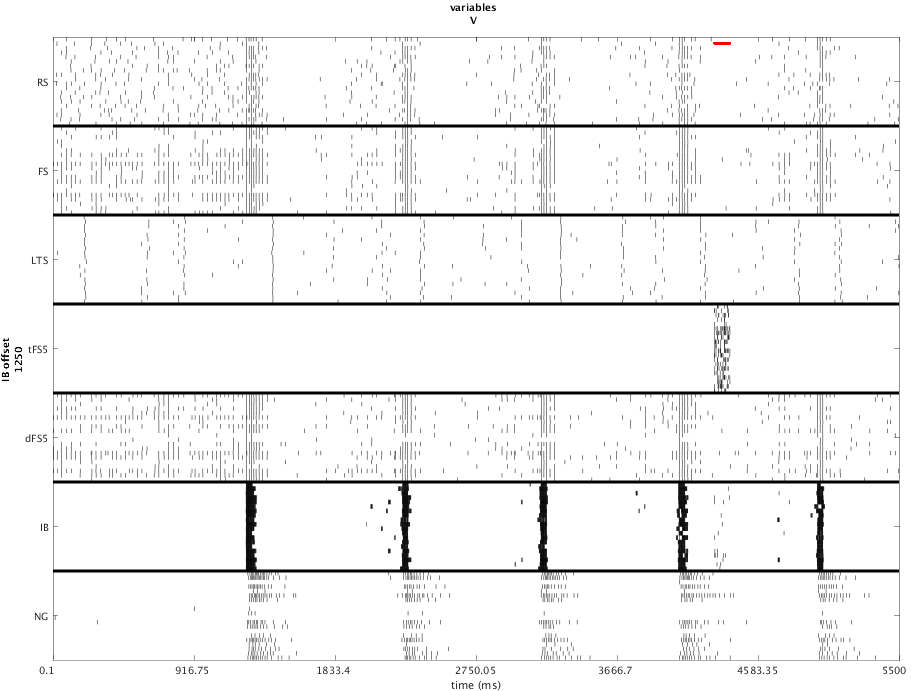 variables
V
RS
FS
LTS
tFS5
dFS5
IB
NG
IB offset
1250
0.1 916.75 1833.4 2750.05 3666.7 4583.35 5500
time (ms)